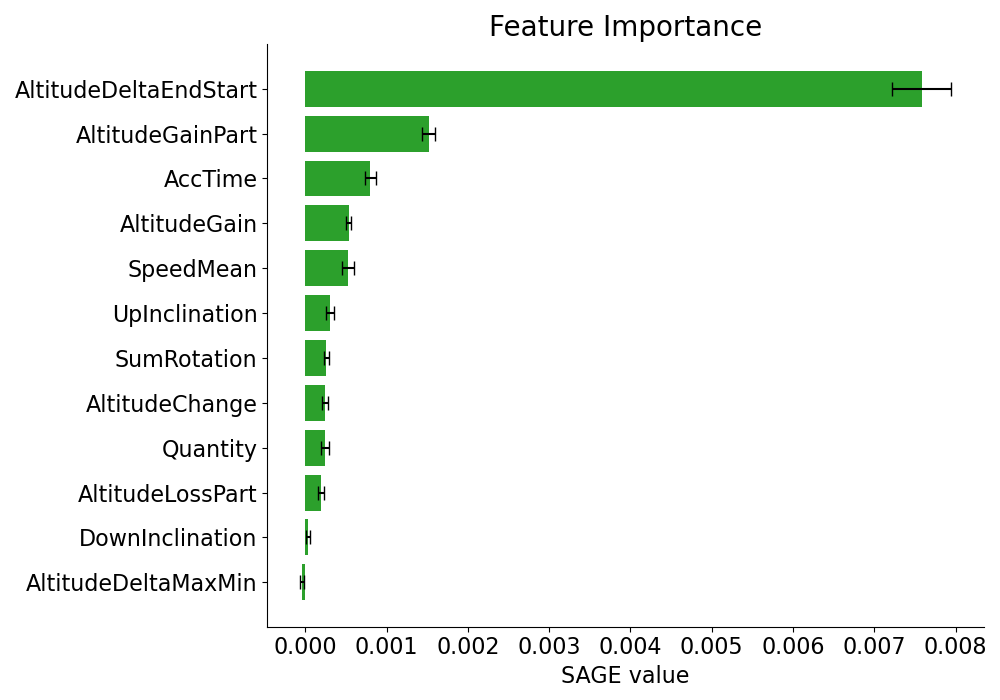 Feature Importance
AltitudeDeltaEndStart
AltitudeGainPart
AccTime
AltitudeGain
SpeedMean
UpInclination
SumRotation
AltitudeChange
Quantity
AltitudeLossPart
DownInclination
AltitudeDeltaMaxMin
0.000 0.001 0.002 0.003 0.004 0.005 0.006 0.007 0.008
SAGE value